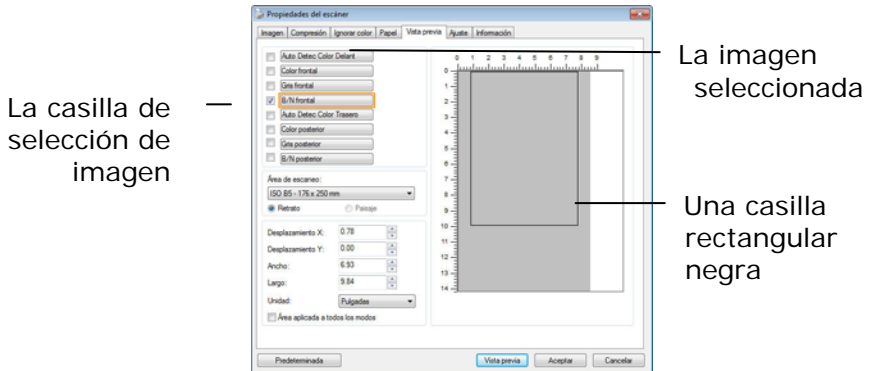 Propiedades del escáner
Imagen Compresión Ignorar color Papel Vista previa Ajuste Información
Auto Detec Color Delant
Color frontal
Gris frontal
B/N frontal
Auto Detec Color Trasero
Color posterior
Gris posterior
B/N posterior
Área de escaneo:
ISO B5 - 176 x 250 mm
Retrato Paisaje
Desplazamiento X: 0.78
Desplazamiento Y: 0.00
Ancho: 6.93
Largo: 9.84
Unidad: Pulgadas
Área aplicada a todos los modos
0 1 2 3 4 5 6 7 8 9
0
1
2
3
4
5
6
7
8
9
10
11
12
13
14
Predeterminada Vista previa Aceptar Cancelar
La casilla de
selección de
imagen
La imagen
seleccionada
Una casilla
rectangular
negra